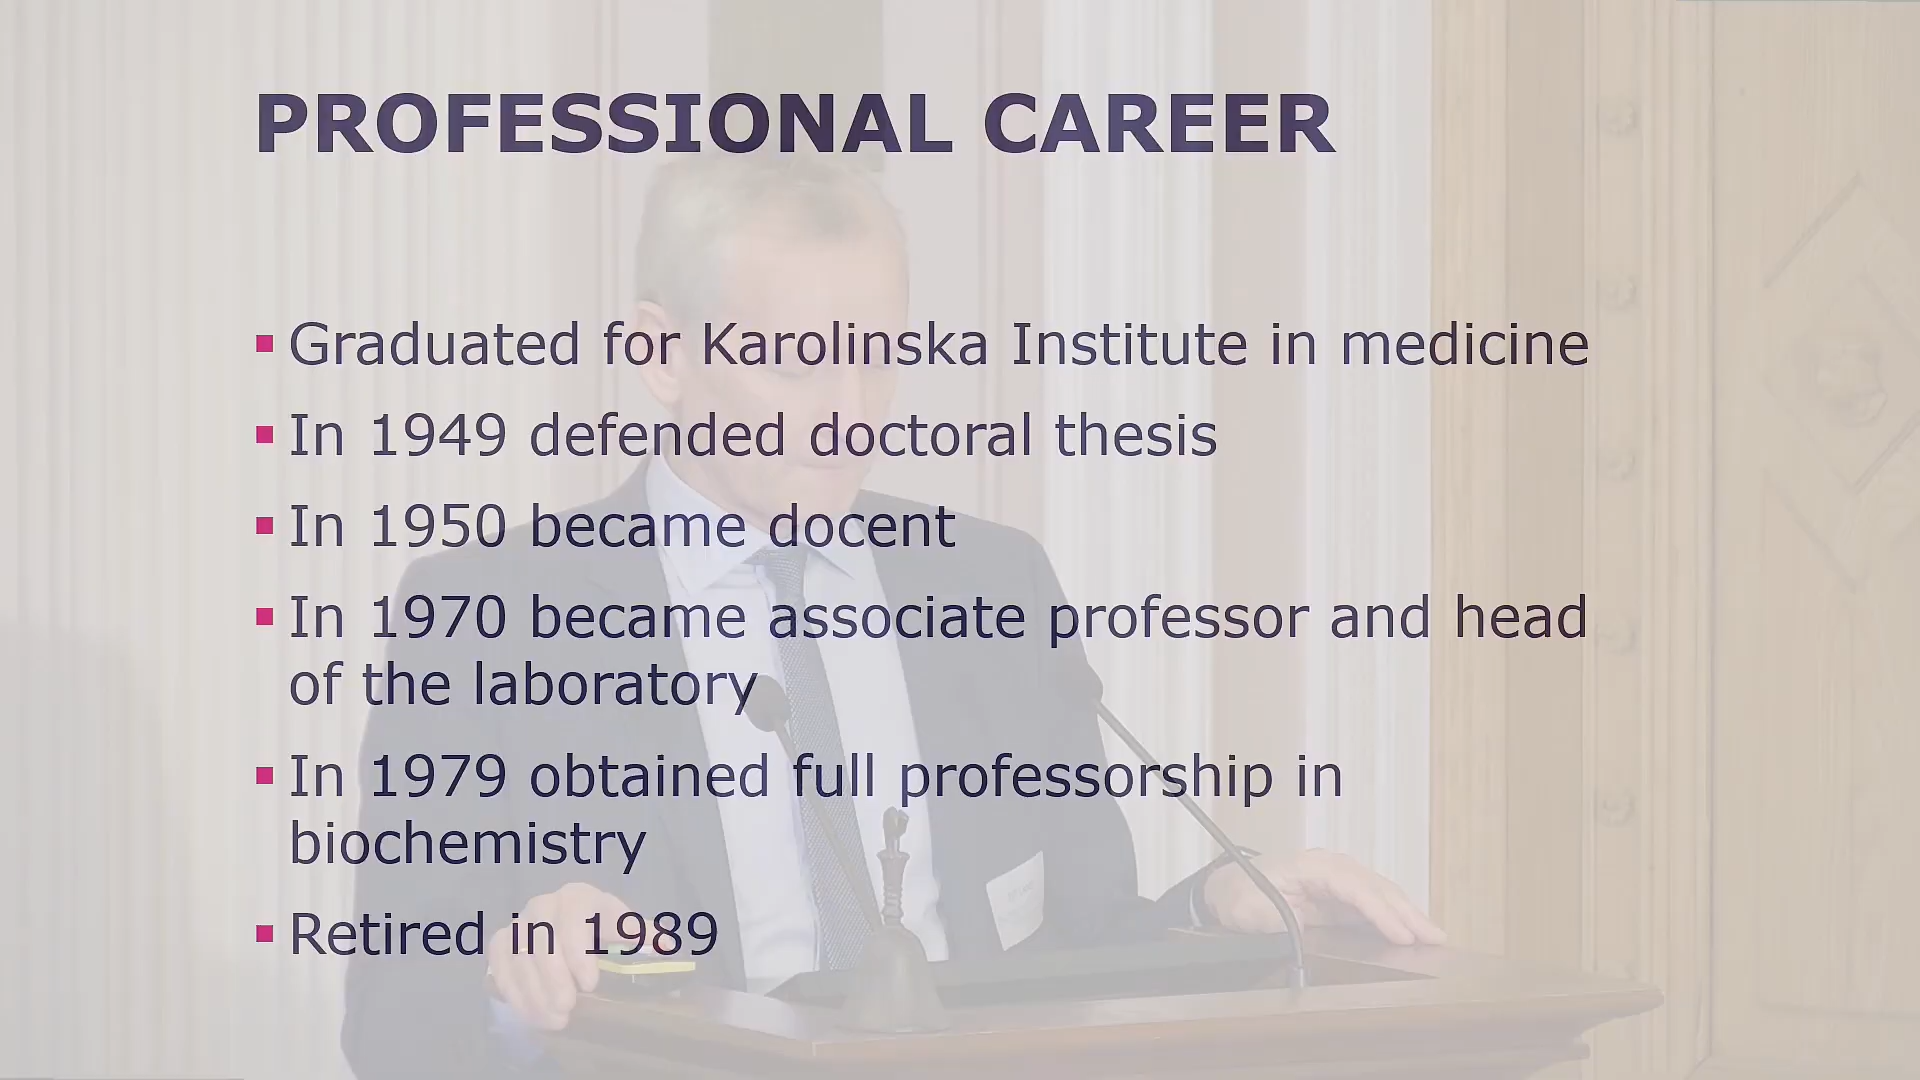 PROFESSIONAL CAREER
Graduated for Karolinska Institute in medicine
In 1949 defended doctoral thesis
In 1950 became docent
In 1970 became associate professor and head
of the laboratory
In 1979 obtained full professorship in
biochemistry
Retired in 1989